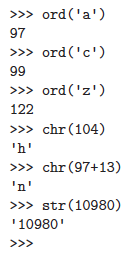 >>> ord('a')
97
>>> ord('c')
99
>>> ord('z')
122
>>> chr(104)
'h'
>>> chr(97+13)
'n'
>>> str(10980)
'10980'
>>>